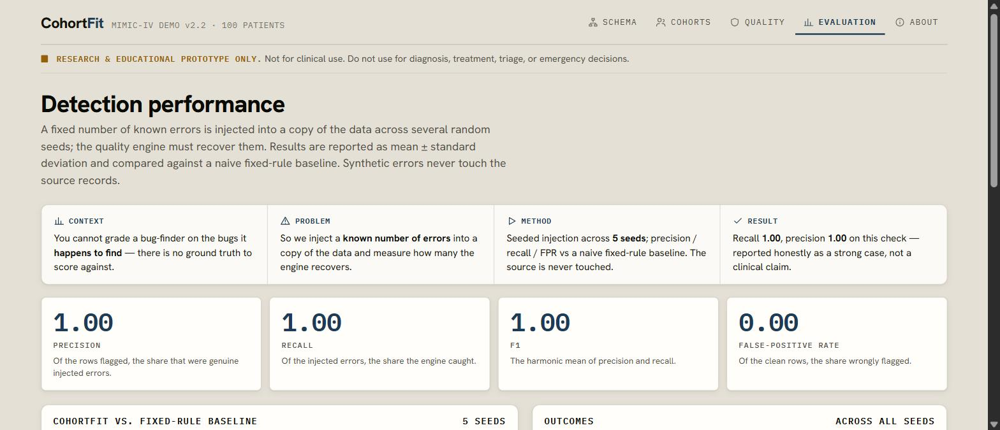 CohortFit MIMIC-IV DEMO v2.2 · 100 PATIENTS
SCHEMA COHORTS QUALITY EVALUATION ABOUT
RESEARCH & EDUCATIONAL PROTOTYPE ONLY. Not for clinical use. Do not use for diagnosis, treatment, triage, or emergency decisions.
Detection performance
A fixed number of known errors is injected into a copy of the data across several random
seeds; the quality engine must recover them. Results are reported as mean ± standard
deviation and compared against a naive fixed-rule baseline. Synthetic errors never touch the
source records.
CONTEXT
You cannot grade a bug-finder on the bugs it
happens to find — there is no ground truth to
score against.
PROBLEM
So we inject a known number of errors into a
copy of the data and measure how many the
engine recovers.
METHOD
Seeded injection across 5 seeds; precision /
recall / FPR vs a naive fixed-rule baseline. The
source is never touched.
RESULT
Recall 1.00, precision 1.00 on this check —
reported honestly as a strong case, not a
clinical claim.
1.00
PRECISION
Of the rows flagged, the share that were genuine
injected errors.
1.00
RECALL
Of the injected errors, the share the engine caught.
1.00
F1
The harmonic mean of precision and recall.
0.00
FALSE-POSITIVE RATE
Of the clean rows, the share wrongly flagged.
COHORTFIT VS. FIXED-RULE BASELINE 5 SEEDS
OUTCOMES ACROSS ALL SEEDS